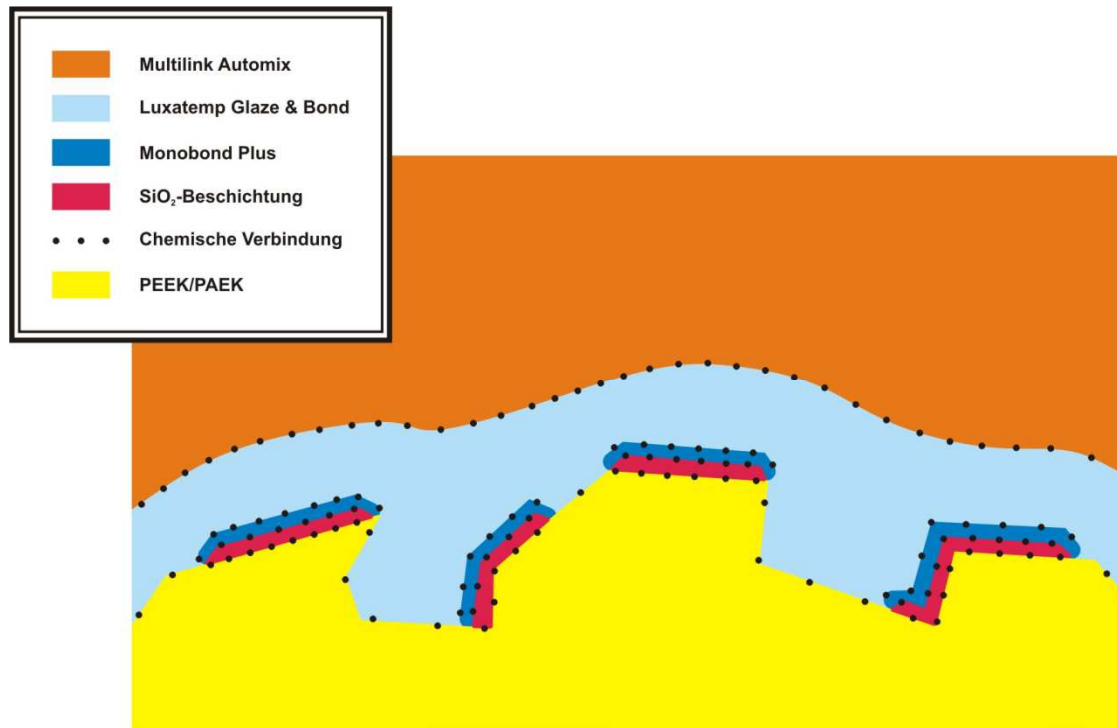 Multilink Automix
Luxatemp Glaze & Bond
Monobond Plus
SiO₂-Beschichtung
Chemische Verbindung
PEEK/PAEK